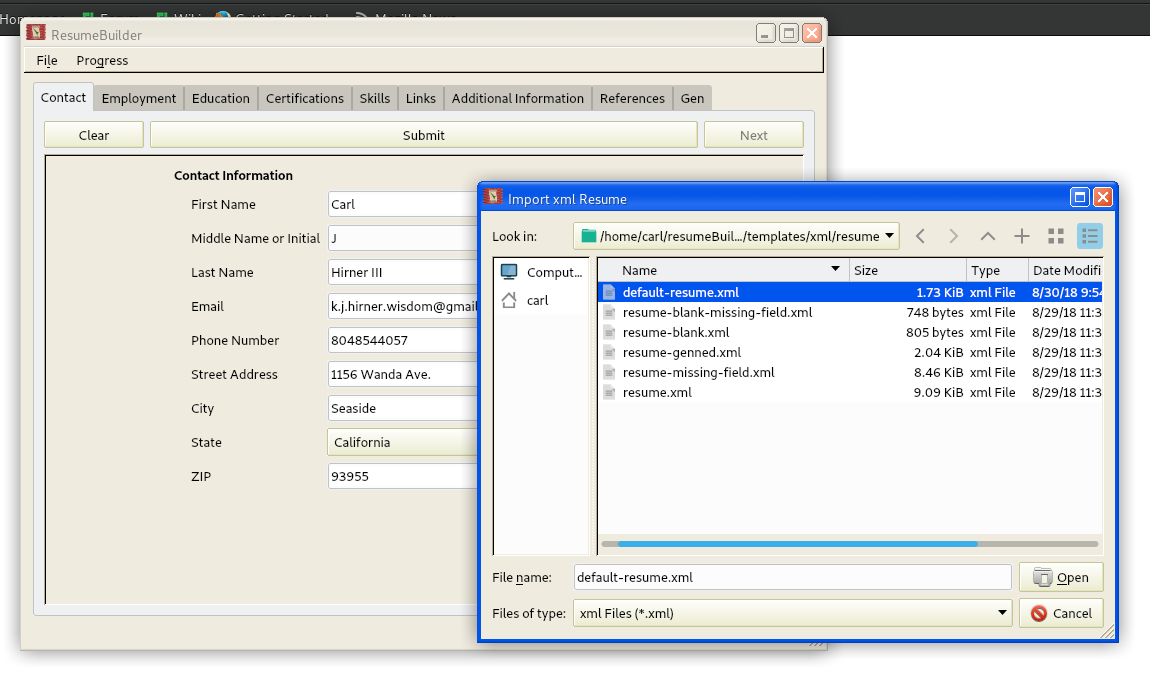 ResumeBuilder
File Progress
Contact Employment Education Certifications Skills Links Additional Information References Gen
Clear Submit Next
Contact Information
First Name Carl
Middle Name or Initial J
Last Name Hirner III
Email k.j.hirner.wisdom@gmail
Phone Number 8048544057
Street Address 1156 Wanda Ave.
City Seaside
State California
ZIP 93955
Import xml Resume
Look in: /home/carl/resumeBuil.../templates/xml/resume
Comput...
carl
Name Size Type Date Modifi
default-resume.xml 1.73 KiB xml File 8/30/18 9:54
resume-blank-missing-field.xml 748 bytes xml File 8/29/18 11:3
resume-blank.xml 805 bytes xml File 8/29/18 11:3
resume-genned.xml 2.04 KiB xml File 8/29/18 11:3
resume-missing-field.xml 8.46 KiB xml File 8/29/18 11:3
resume.xml 9.09 KiB xml File 8/29/18 11:3
File name: default-resume.xml Open
Files of type: xml Files (*.xml) Cancel